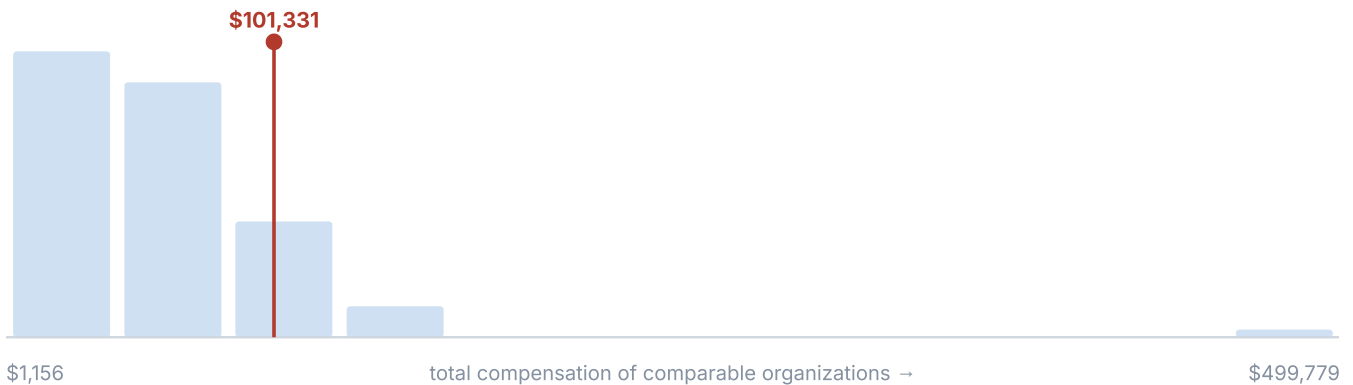 $101,331
$1,156
total compensation of comparable organizations →
$499,779